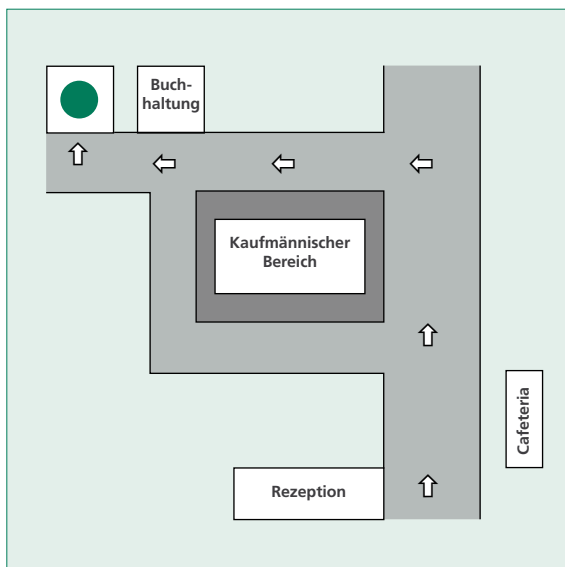 Buch-
haltung
Kaufmännischer
Bereich
Cafeteria
Rezeption